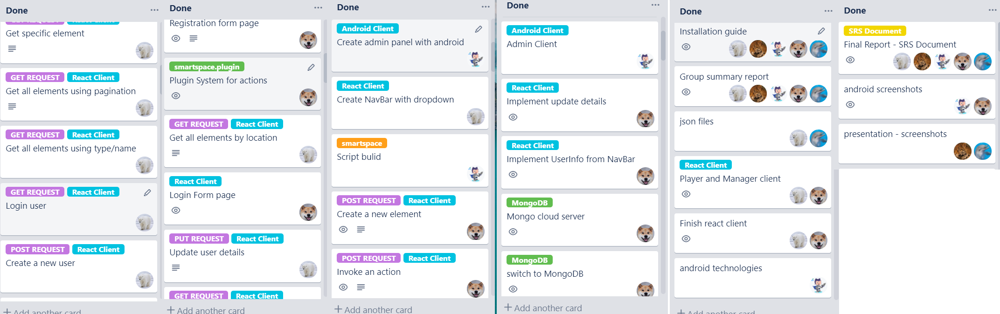 Done
GET REQUEST React Client
Get specific element
GET REQUEST React Client
Get all elements using pagination
GET REQUEST React Client
Get all elements using type/name
GET REQUEST React Client
Login user
POST REQUEST React Client
Create a new user
Add another card
Done
Registration form page
smartspace.plugin
Plugin System for actions
GET REQUEST React Client
Get all elements by location
React Client
Login Form page
PUT REQUEST React Client
Update user details
GET REQUEST React Client
Add another card
Done
Android Client
Create admin panel with android
React Client
Create NavBar with dropdown
smartspace
Script bulid
POST REQUEST React Client
Create a new element
POST REQUEST React Client
Invoke an action
Add another card
Done
Android Client
Admin Client
React Client
Implement update details
React Client
Implement UserInfo from NavBar
MongoDB
Mongo cloud server
MongoDB
switch to MongoDB
Add another card
Done
Installation guide
Group summary report
json files
React Client
Player and Manager client
Finish react client
android technologies
Add another card
Done
SRS Document
Final Report - SRS Document
android screenshots
presentation - screenshots